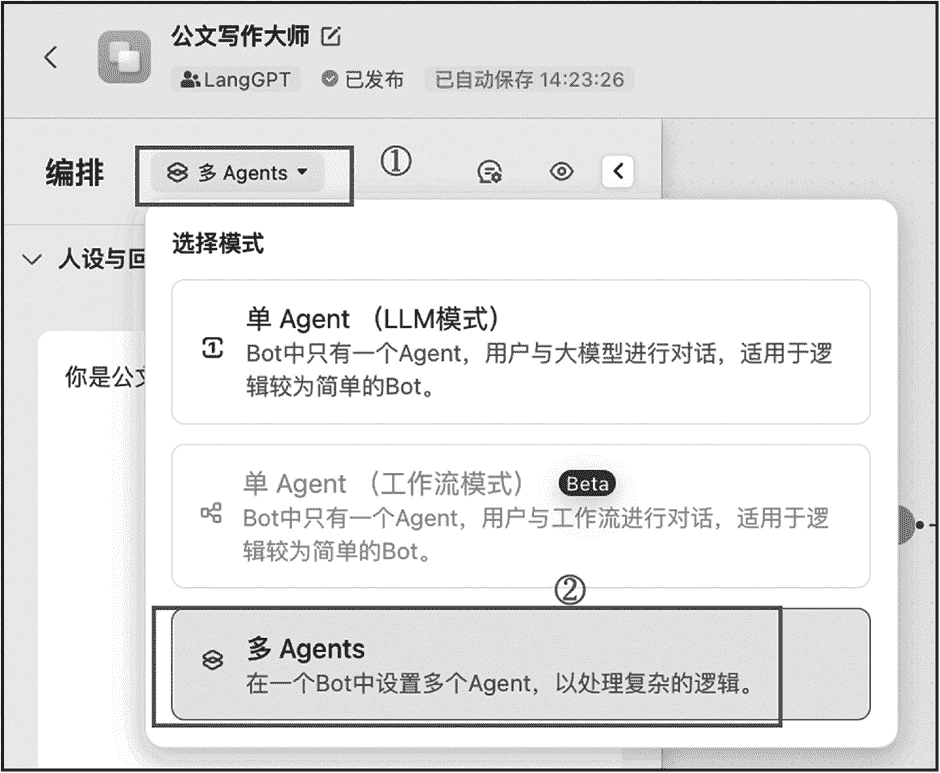 公文写作大师
LangGPT 已发布 已自动保存 14:23:26
编排 多 Agents ①
选择模式
人设与回
单 Agent （LLM模式）
Bot中只有一个Agent，用户与大模型进行对话，适用于逻
辑较为简单的Bot。
你是公文
单 Agent （工作流模式） Beta
Bot中只有一个Agent，用户与工作流进行对话，适用于逻
辑较为简单的Bot。
②
多 Agents
在一个Bot中设置多个Agent，以处理复杂的逻辑。